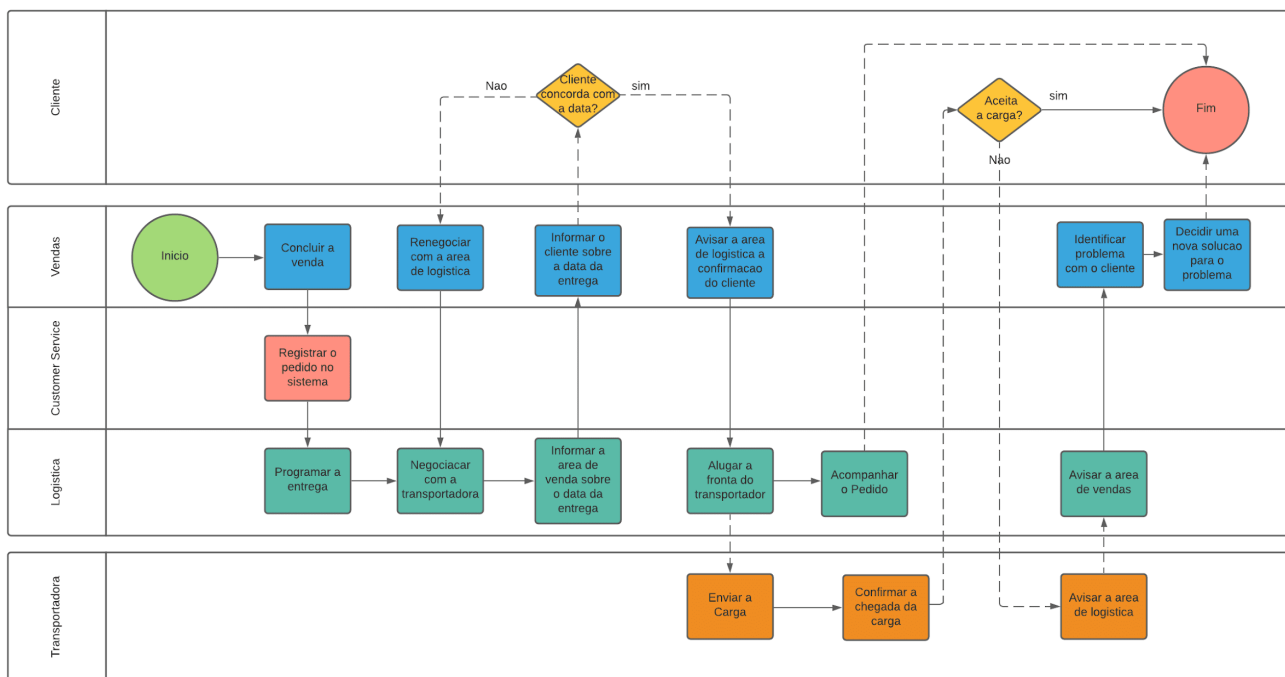 Cliente
Nao
Cliente
concorda com
a data?
sim
Aceita
a carga?
sim
Não
Fim
Vendas
Inicio
Concluir a
venda
Renegociar
com a area
de logistica
Informar o
cliente sobre
a data da
entrega
Avisar a area
de logistica a
confirmacao
do cliente
Identificar
problema
com o cliente
Decidir uma
nova solucao
para o
problema
Customer Service
Registrar o
pedido no
sistema
Logistica
Programar a
entrega
Negociacar
com a
transportadora
Informar a
area de
venda sobre
o data da
entrega
Alugar a
fronta do
transportador
Acompanhar
o Pedido
Avisar a area
de vendas
Transportadora
Enviar a
Carga
Confirmar a
chegada da
carga
Avisar a area
de logistica